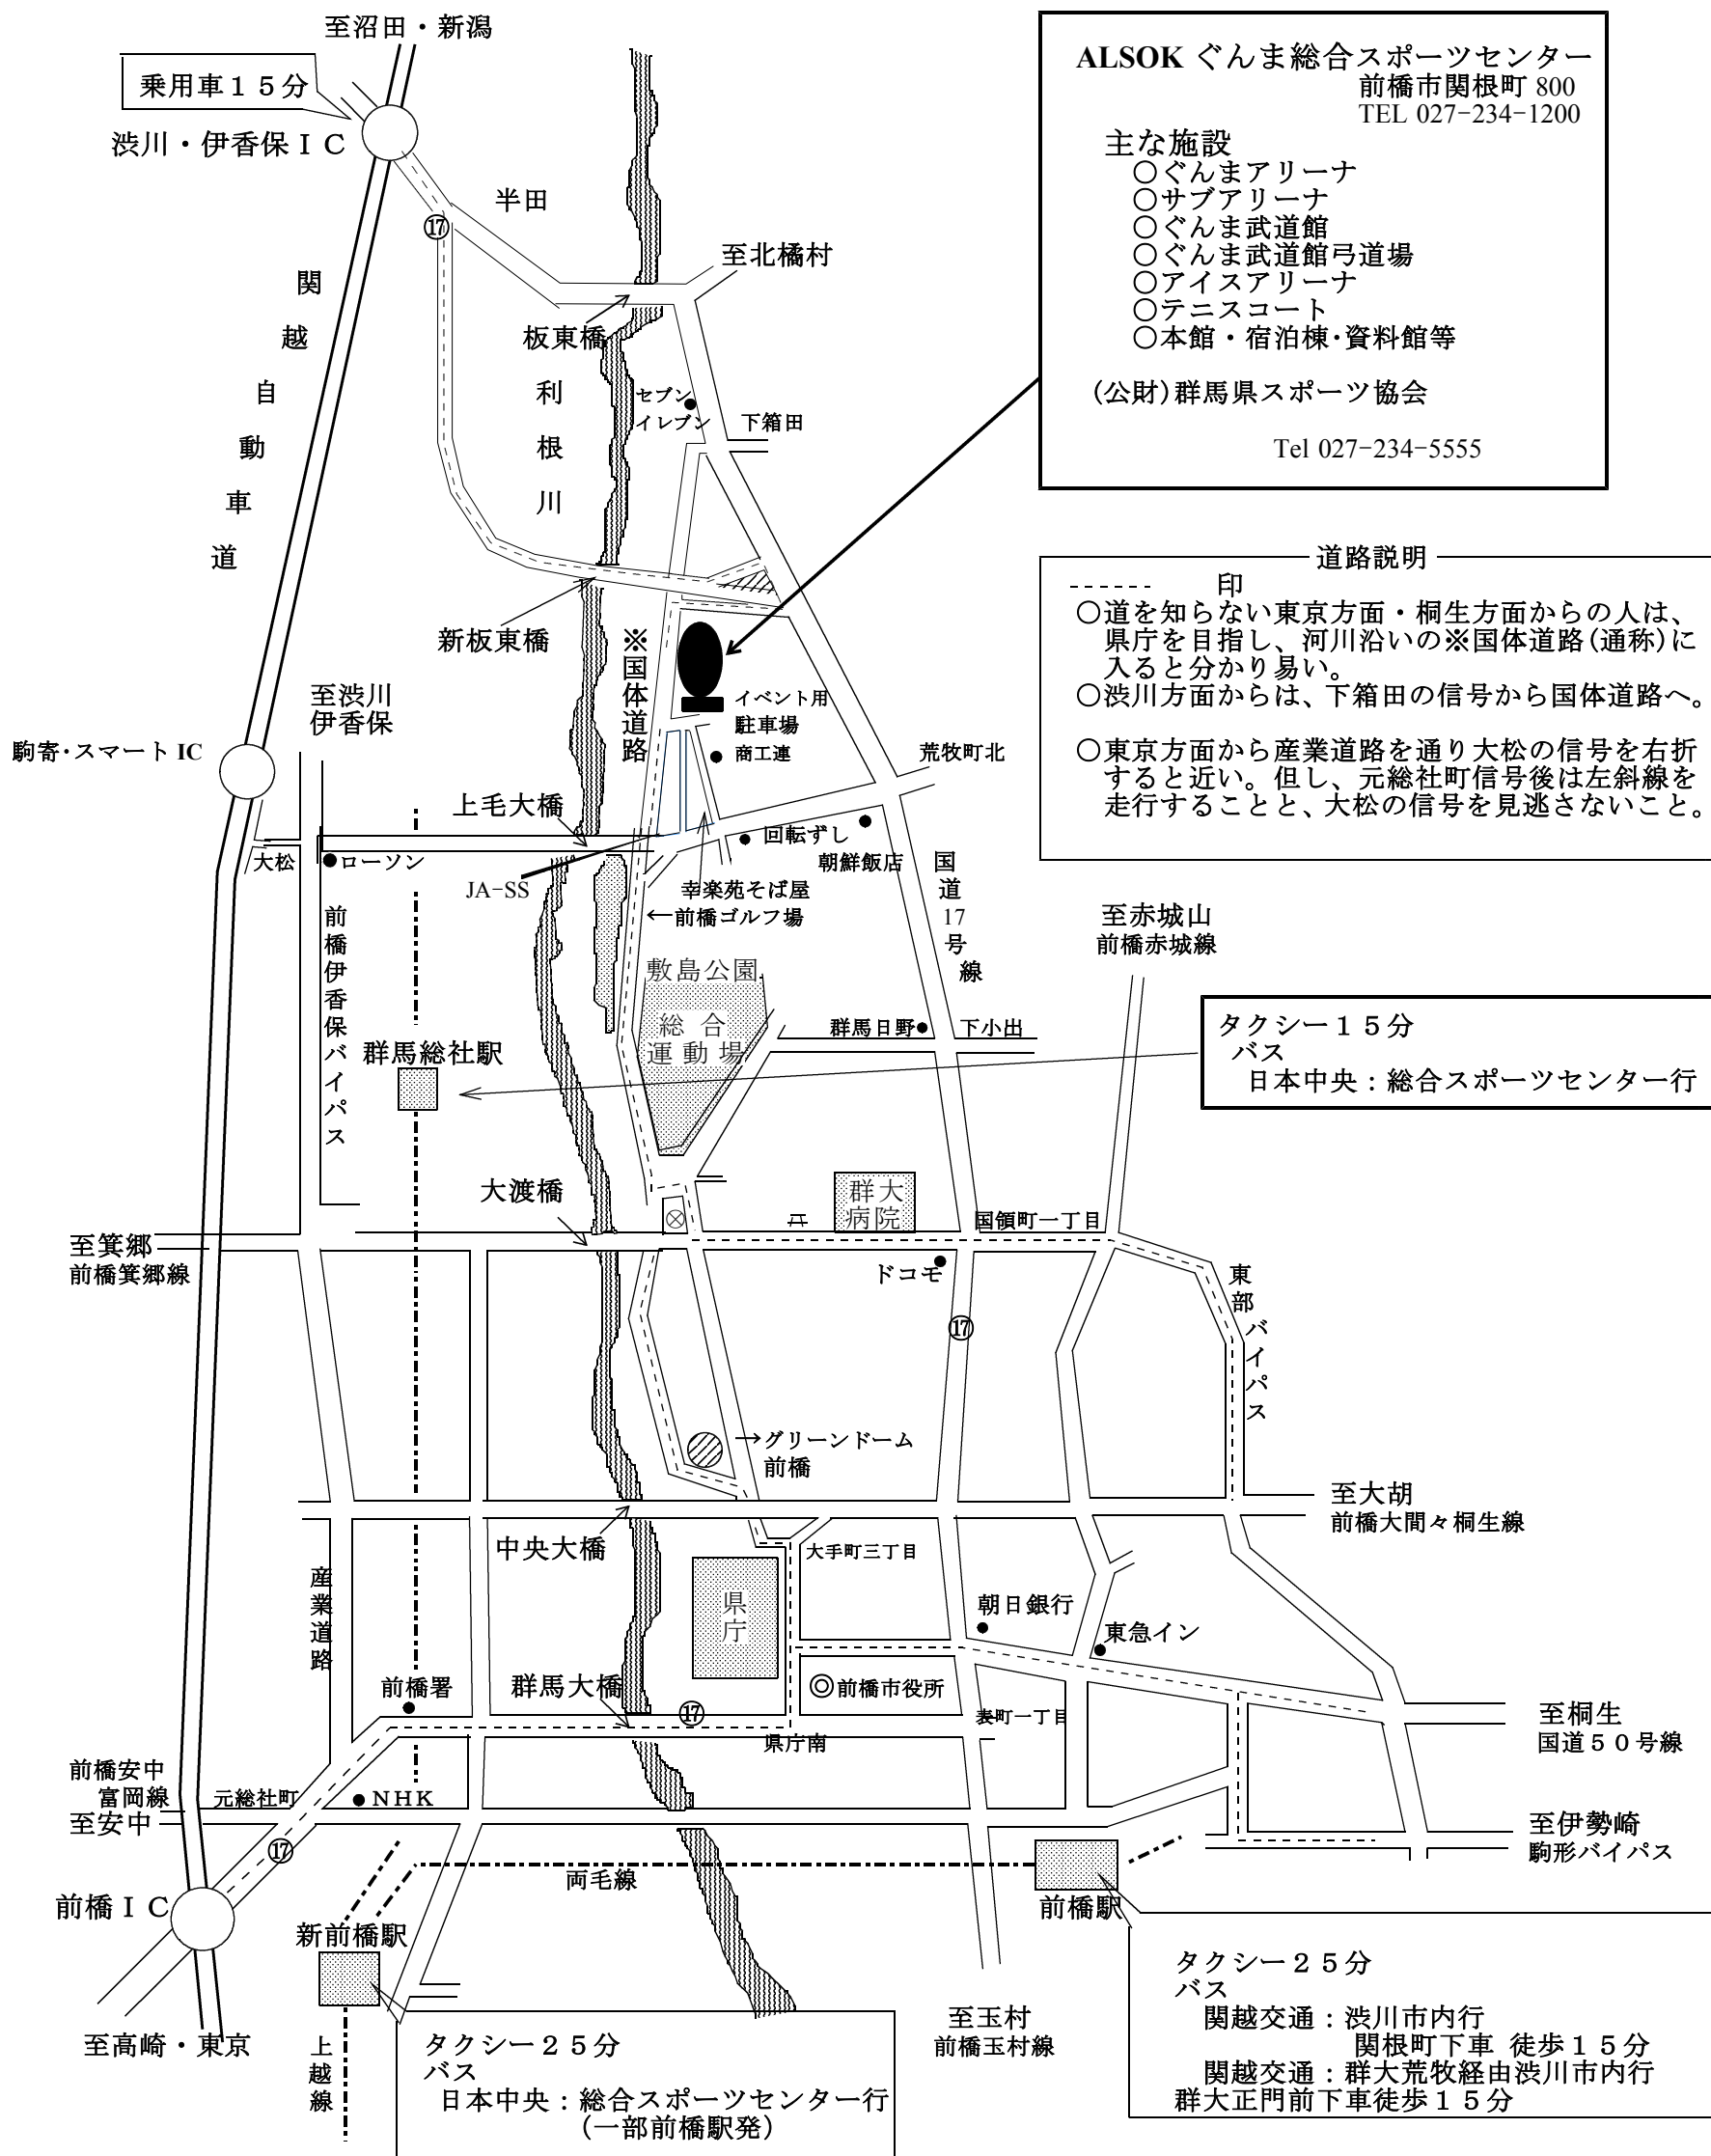 至沼田・新潟
乗用車１５分
渋川・伊香保ＩＣ
半田
⑰
至北橘村
関越自動車道
板東橋
利根川
セブン
イレブン
下箱田
ALSOK ぐんま総合スポーツセンター
前橋市関根町 800
TEL 027-234-1200
主な施設
○ぐんまアリーナ
○サブアリーナ
○ぐんま武道館
○ぐんま武道館弓道場
○アイスアリーナ
○テニスコート
○本館・宿泊棟・資料館等
(公財)群馬県スポーツ協会
Tel 027-234-5555
道路説明
------ 印
○道を知らない東京方面・桐生方面からの人は、
県庁を目指し、河川沿いの※国体道路(通称)に
入ると分かり易い。
○渋川方面からは、下箱田の信号から国体道路へ。
○東京方面から産業道路を通り大松の信号を右折
すると近い。但し、元総社町信号後は左斜線を
走行することと、大松の信号を見逃さないこと。
新板東橋
※国体道路
イベント用
駐車場
商工連
至渋川
伊香保
駒寄・スマート IC
荒牧町北
上毛大橋
回転ずし
朝鮮飯店
大松
ローソン
JA-SS
幸楽苑そば屋
←前橋ゴルフ場
国道17号線
前橋伊香保バイパス
至赤城山
前橋赤城線
敷島公園
総合
運動場
群馬日野
下小出
群馬総社駅
タクシー１５分
バス
日本中央：総合スポーツセンター行
大渡橋
群大
病院
国領町一丁目
至箕郷
前橋箕郷線
ドコモ
東部バイパス
⑰
→グリーンドーム
前橋
至大胡
前橋大間々桐生線
中央大橋
大手町三丁目
産業道路
県庁
朝日銀行
東急イン
前橋署
群馬大橋
⑰
◎前橋市役所
表町一丁目
県庁南
至桐生
国道５０号線
前橋安中
富岡線
至安中
元総社町
ＮＨＫ
⑰
至伊勢崎
駒形バイパス
両毛線
前橋駅
前橋ＩＣ
新前橋駅
至高崎・東京
上越線
タクシー２５分
バス
日本中央：総合スポーツセンター行
(一部前橋駅発)
至玉村
前橋玉村線
タクシー２５分
バス
関越交通：渋川市内行
関根町下車 徒歩１５分
関越交通：群大荒牧経由渋川市内行
群大正門前下車徒歩１５分